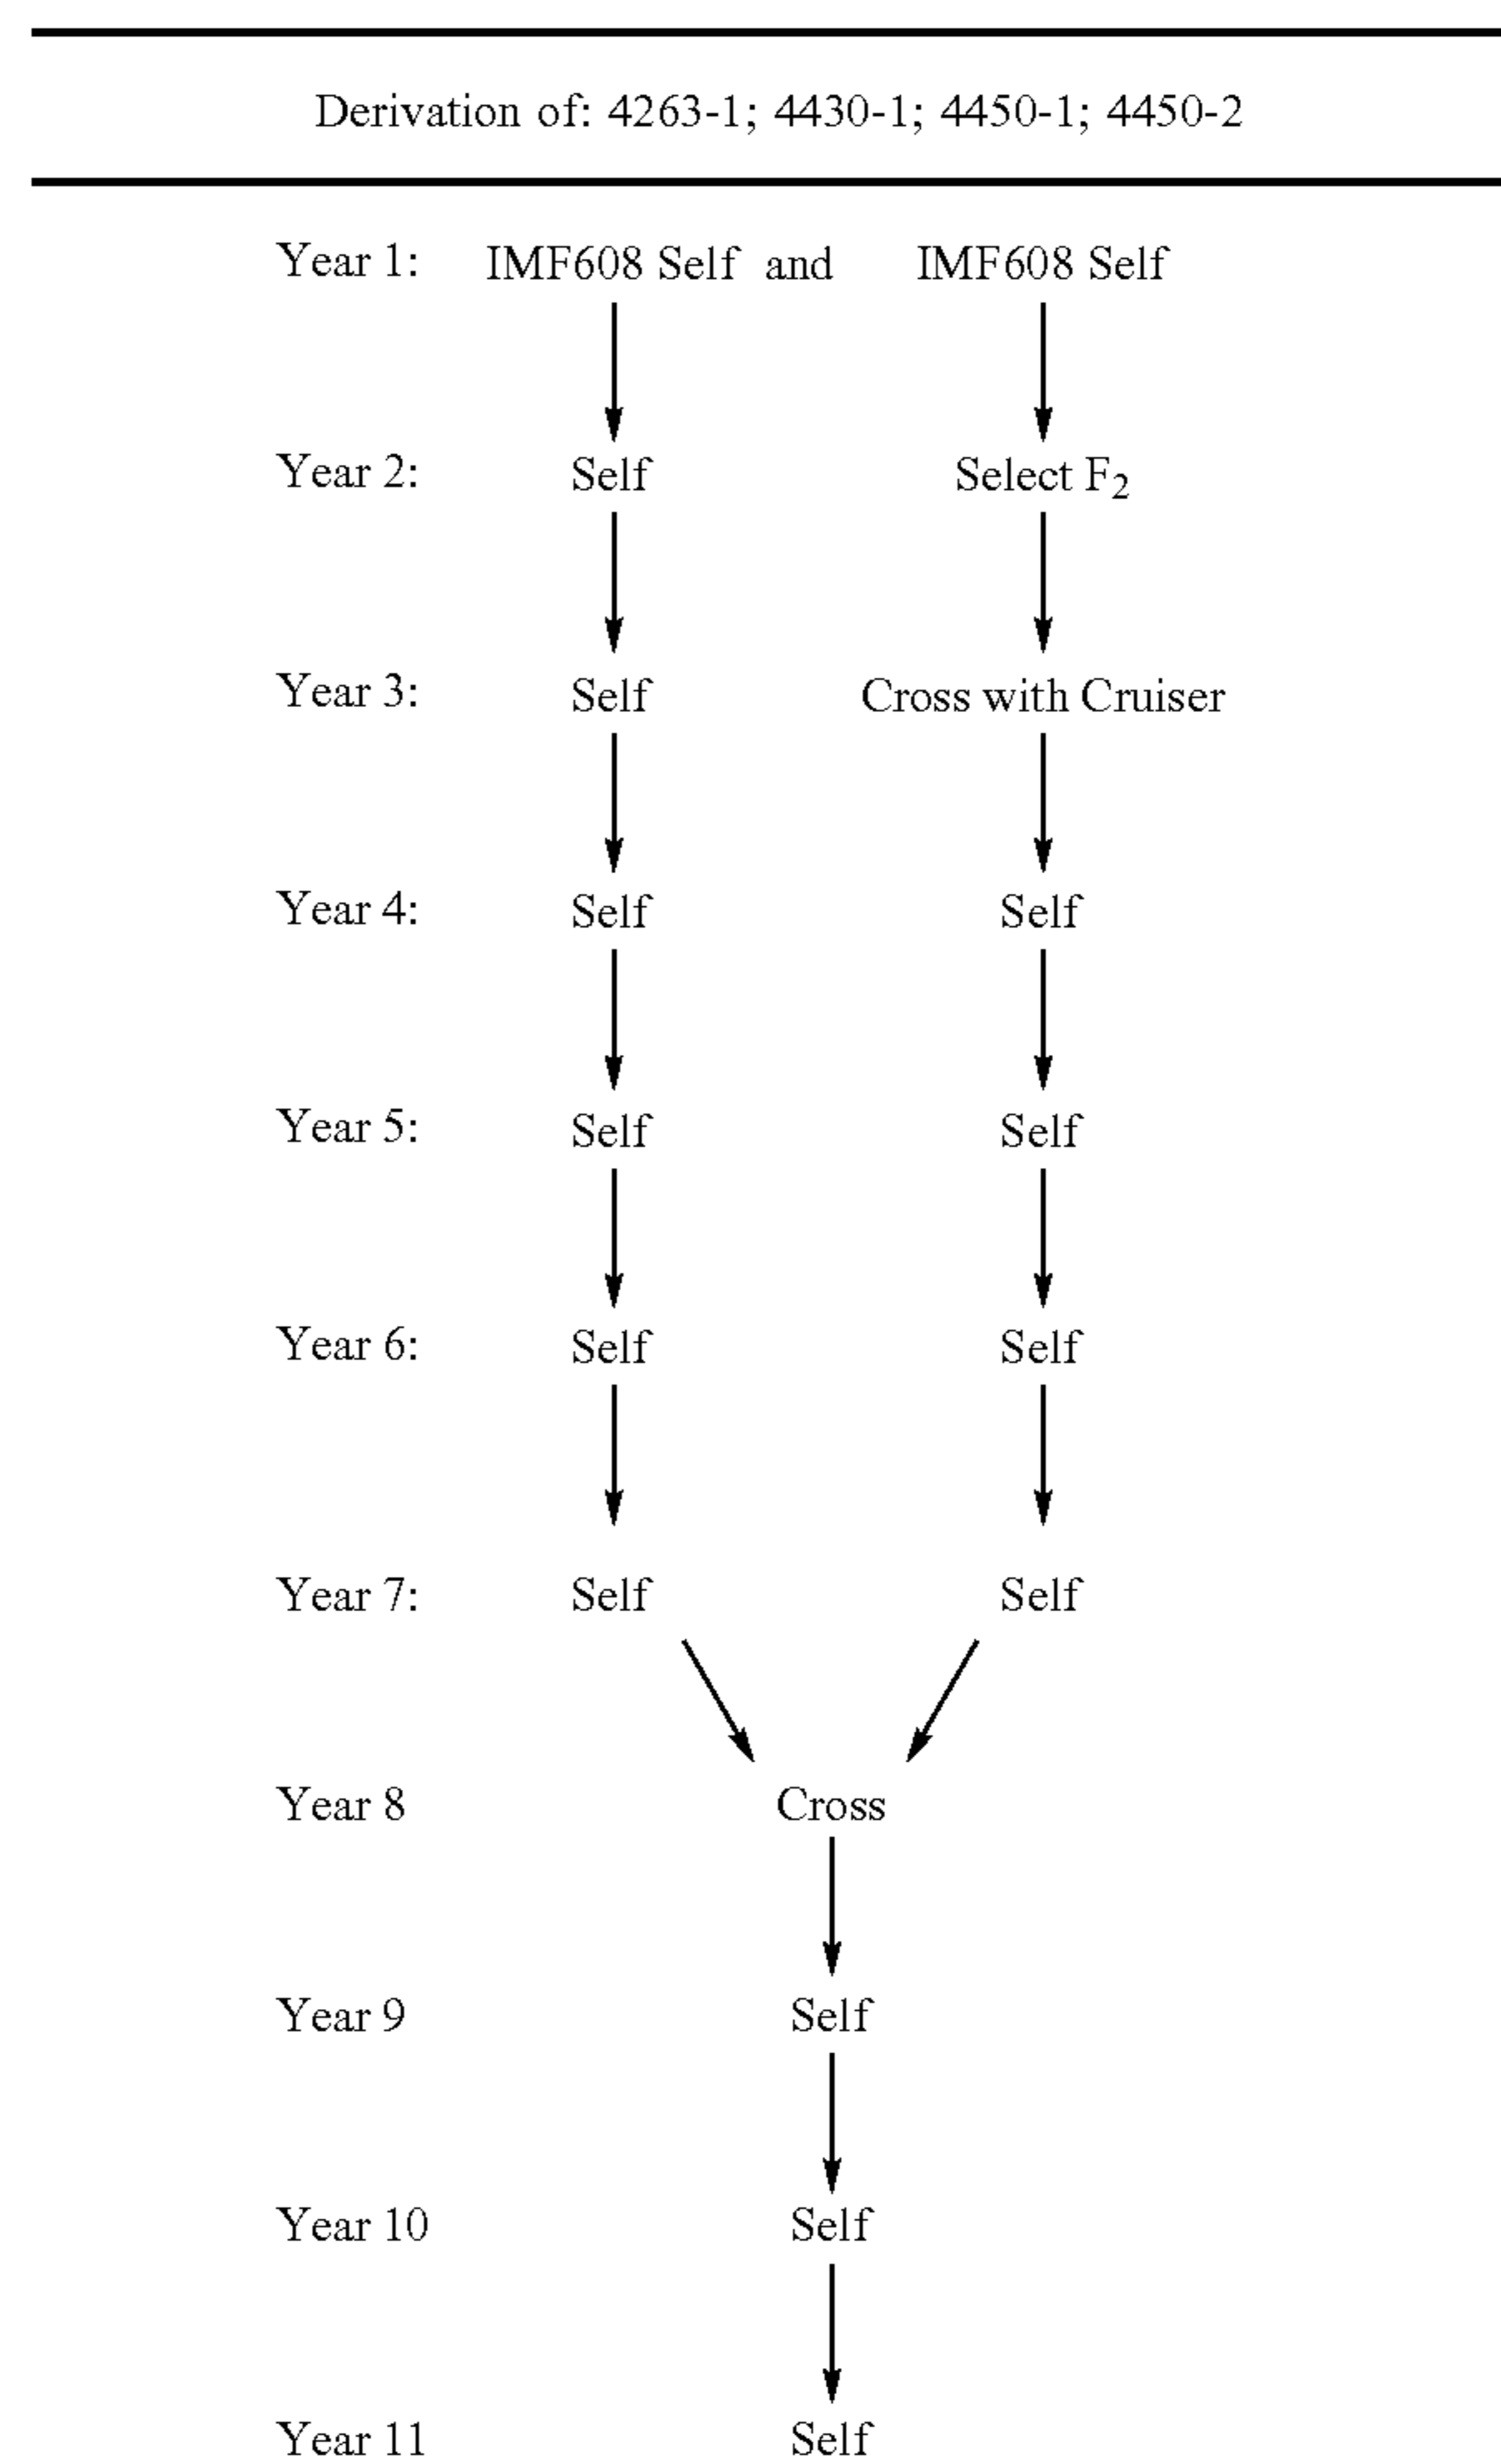 Derivation of: 4263-1; 4430-1; 4450-1; 4450-2
Year 1: IMF608 Self and IMF608 Self
Year 2: Self Select F₂
Year 3: Self Cross with Cruiser
Year 4: Self Self
Year 5: Self Self
Year 6: Self Self
Year 7: Self Self
Year 8 Cross
Year 9 Self
Year 10 Self
Year 11 Self